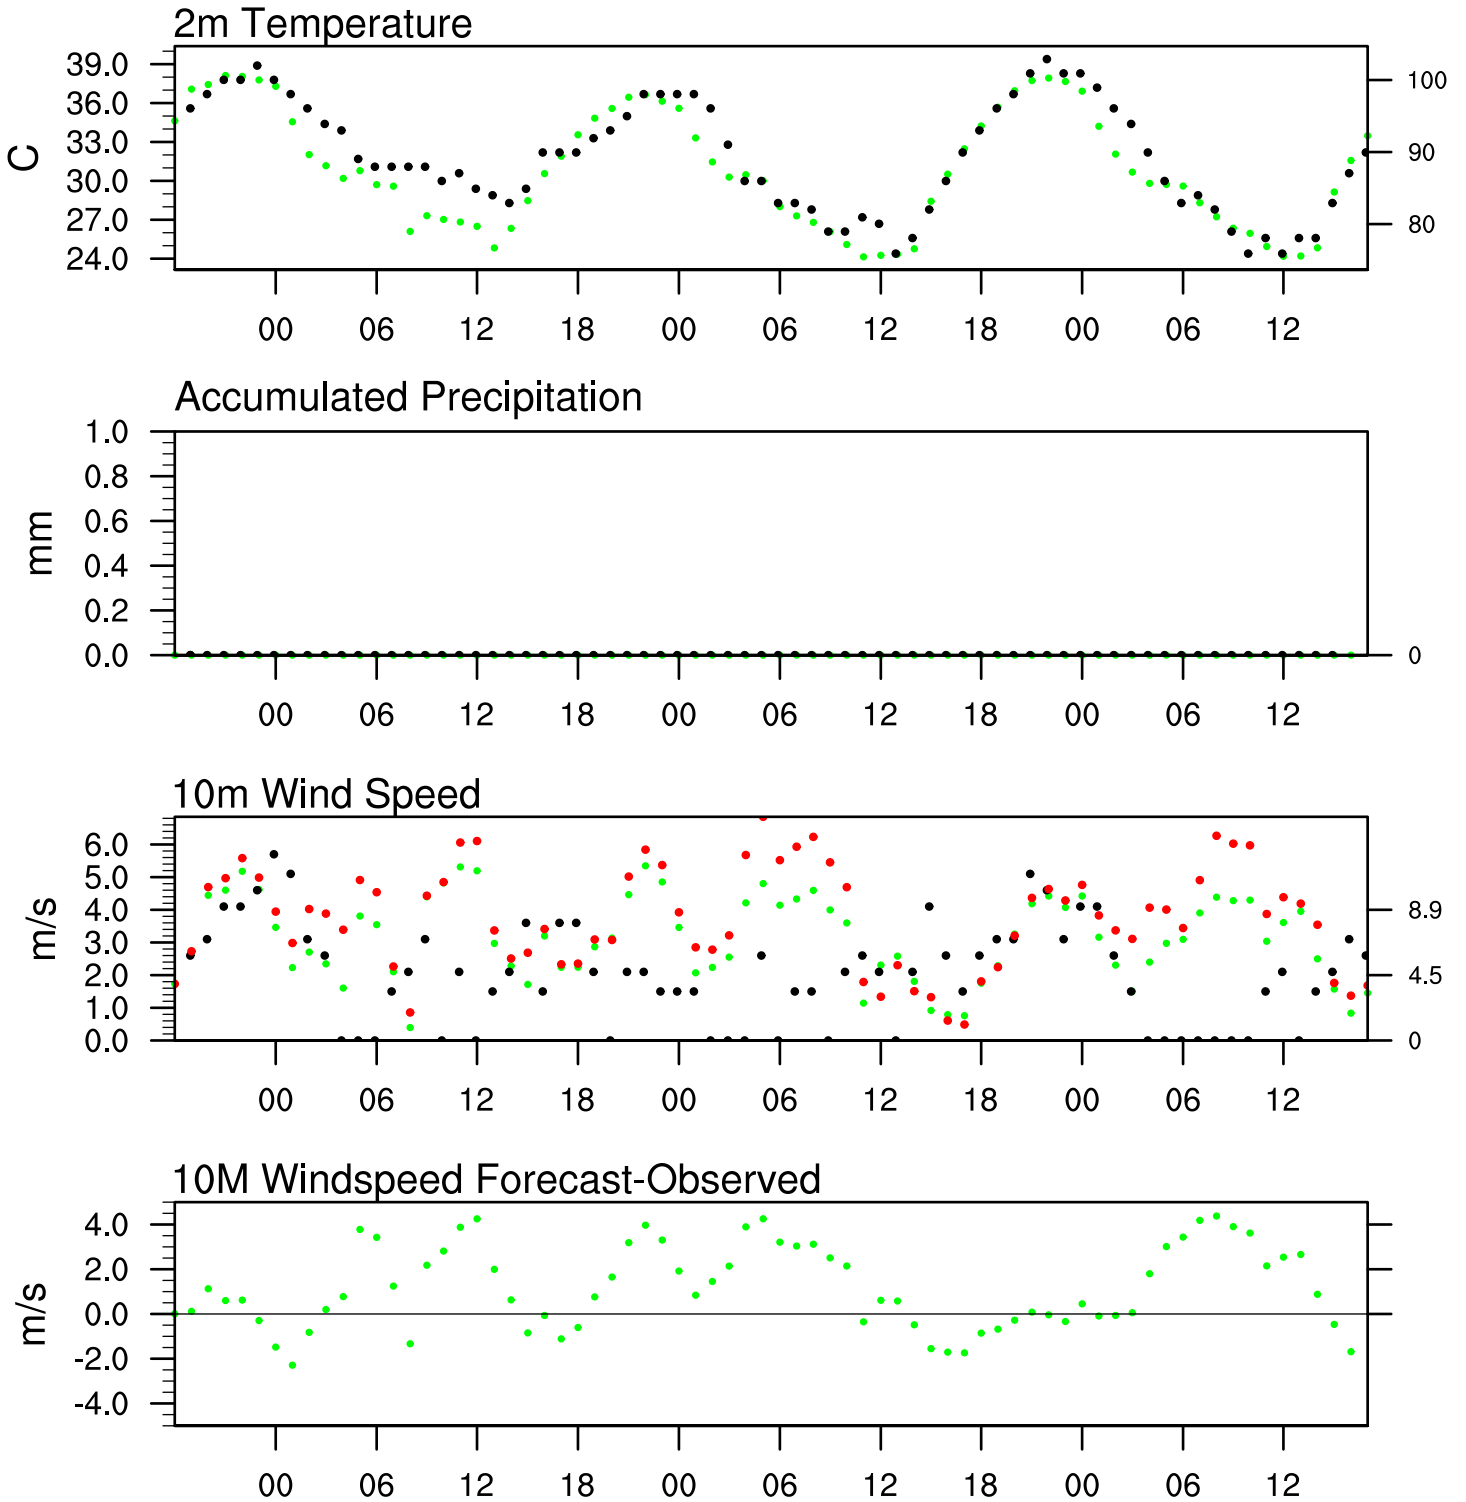 2m Temperature
39.0
36.0
33.0
30.0
27.0
24.0
C
100
90
80
00 06 12 18 00 06 12 18 00 06 12
Accumulated Precipitation
1.0
0.8
0.6
0.4
0.2
0.0
mm
0
00 06 12 18 00 06 12 18 00 06 12
10m Wind Speed
6.0
5.0
4.0
3.0
2.0
1.0
0.0
m/s
8.9
4.5
0
00 06 12 18 00 06 12 18 00 06 12
10M Windspeed Forecast-Observed
4.0
2.0
0.0
-2.0
-4.0
m/s
00 06 12 18 00 06 12 18 00 06 12